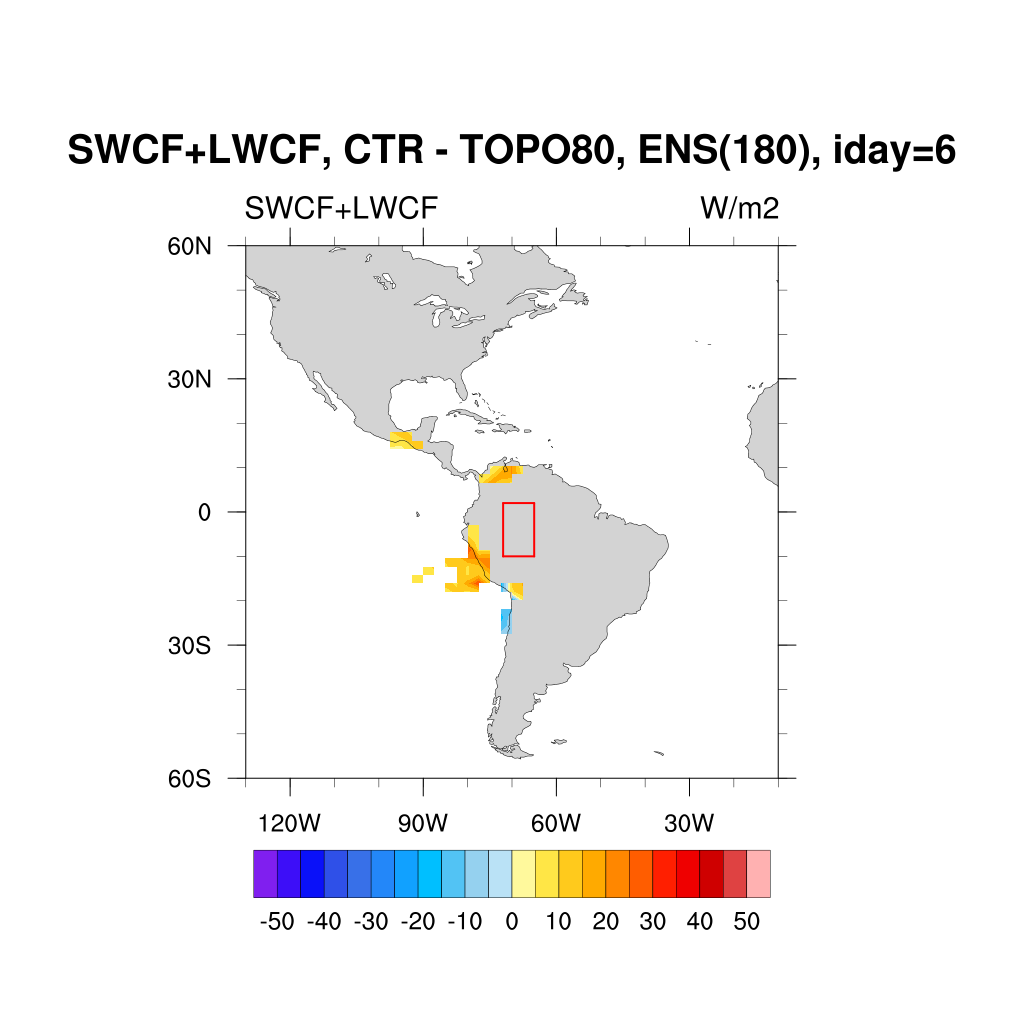 SWCF+LWCF, CTR - TOPO80, ENS(180), iday=6
SWCF+LWCF W/m2
60N
30N
0
30S
60S
120W 90W 60W 30W
-50 -40 -30 -20 -10 0 10 20 30 40 50